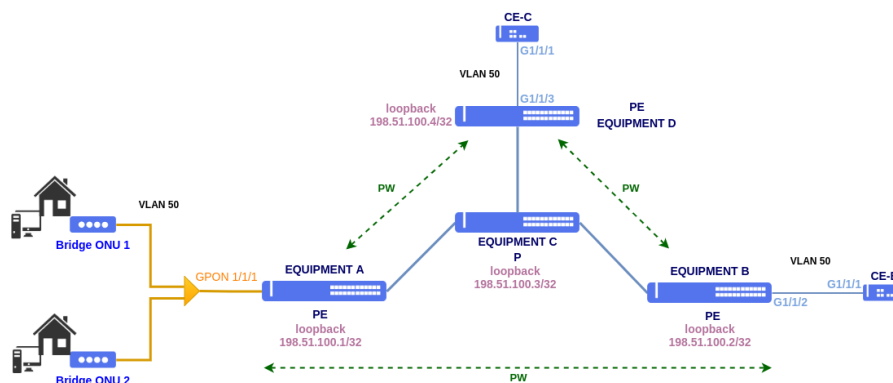 CE-C
G1/1/1
VLAN 50
G1/1/3
loopback
198.51.100.4/32
PE
EQUIPMENT D
PW
PW
VLAN 50
Bridge ONU 1
GPON 1/1/1
EQUIPMENT A
PE
loopback
198.51.100.1/32
EQUIPMENT C
P
loopback
198.51.100.3/32
EQUIPMENT B
PE
loopback
198.51.100.2/32
VLAN 50
G1/1/1
G1/1/2
Bridge ONU 2
PW